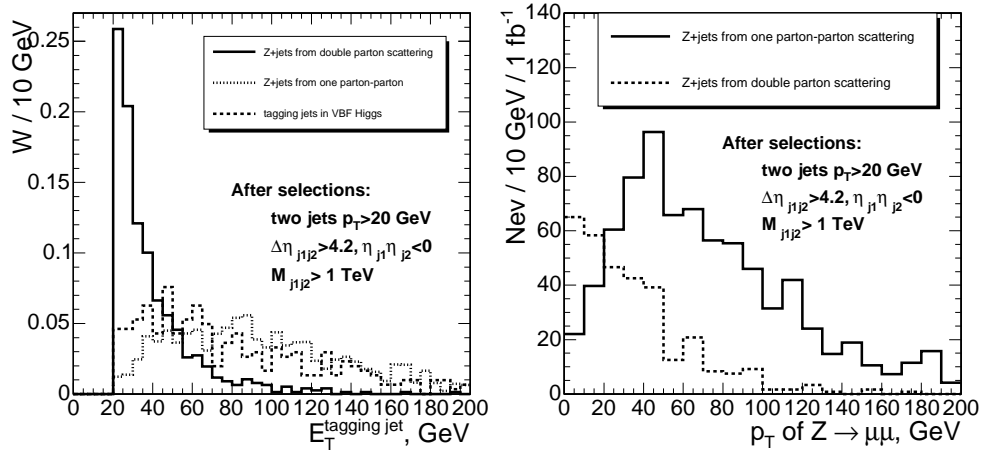 W / 10 GeV
0.25
0.2
0.15
0.1
0.05
0
Z+jets from double parton scattering
Z+jets from one parton-parton
tagging jets in VBF Higgs
After selections:
two jets p_T>20 GeV
Δη_j1j2>4.2, η_j1 η_j2<0
M_j1j2> 1 TeV
0 20 40 60 80 100 120 140 160 180 200
E_T^tagging jet, GeV
Nev / 10 GeV / 1 fb^-1
140
120
100
80
60
40
20
0
Z+jets from one parton-parton scattering
Z+jets from double parton scattering
After selections:
two jets p_T>20 GeV
Δη_j1j2>4.2, η_j1 η_j2<0
M_j1j2> 1 TeV
0 20 40 60 80 100 120 140 160 180 200
p_T of Z → μμ, GeV